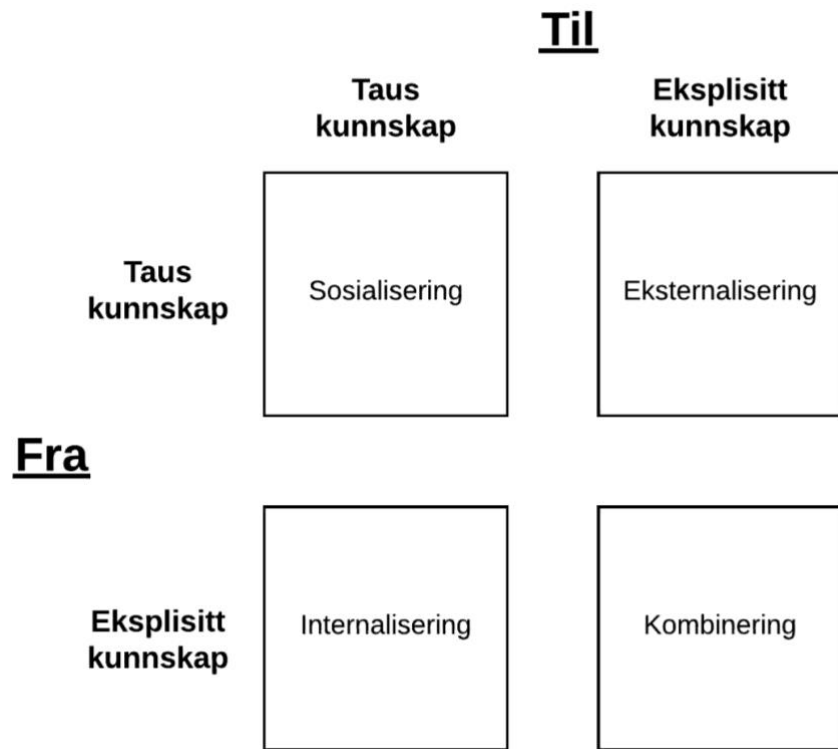 Til
Taus
kunnskap
Eksplisitt
kunnskap
Taus
kunnskap
Sosialisering
Eksternalisering
Fra
Eksplisitt
kunnskap
Internalisering
Kombinering